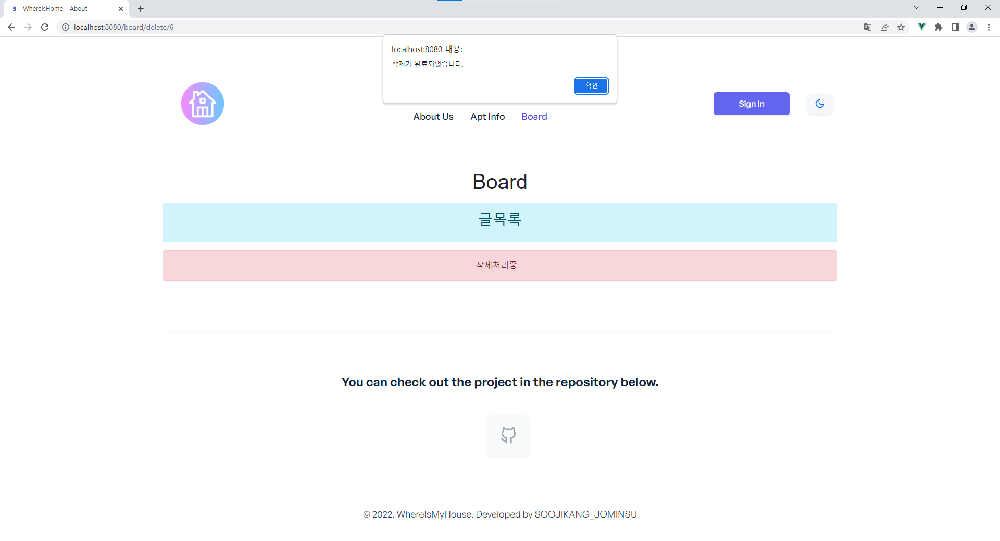 S WhereIsHome - About
localhost:8080/board/delete/6
localhost:8080 내용:
삭제가 완료되었습니다.
확인
About Us Apt Info Board
Sign In
Board
글목록
삭제처리중...
You can check out the project in the repository below.
© 2022. WhereIsMyHouse. Developed by SOOJIKANG_JOMINSU